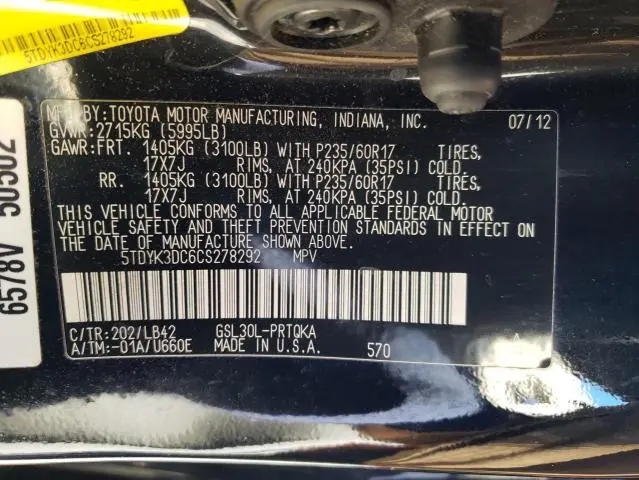 5TDYK3DC6CS278292
6578V 50502
MFD.BY:TOYOTA MOTOR MANUFACTURING, INDIANA, INC. 07/12
GVWR:2715KG (5995LB)
GAWR:FRT. 1405KG (3100LB) WITH P235/60R17 TIRES,
17X7J RIMS, AT 240KPA (35PSI) COLD.
RR. 1405KG (3100LB) WITH P235/60R17 TIRES,
17X7J RIMS, AT 240KPA (35PSI) COLD.
THIS VEHICLE CONFORMS TO ALL APPLICABLE FEDERAL MOTOR
VEHICLE SAFETY AND THEFT PREVENTION STANDARDS IN EFFECT
ON THE DATE OF MANUFACTURE SHOWN ABOVE.
5TDYK3DC6CS278292 MPV
C/TR:202/LB42 GSL30L-PRTQKA A
A/TM:-01A/U660E MADE IN U.S.A. 570